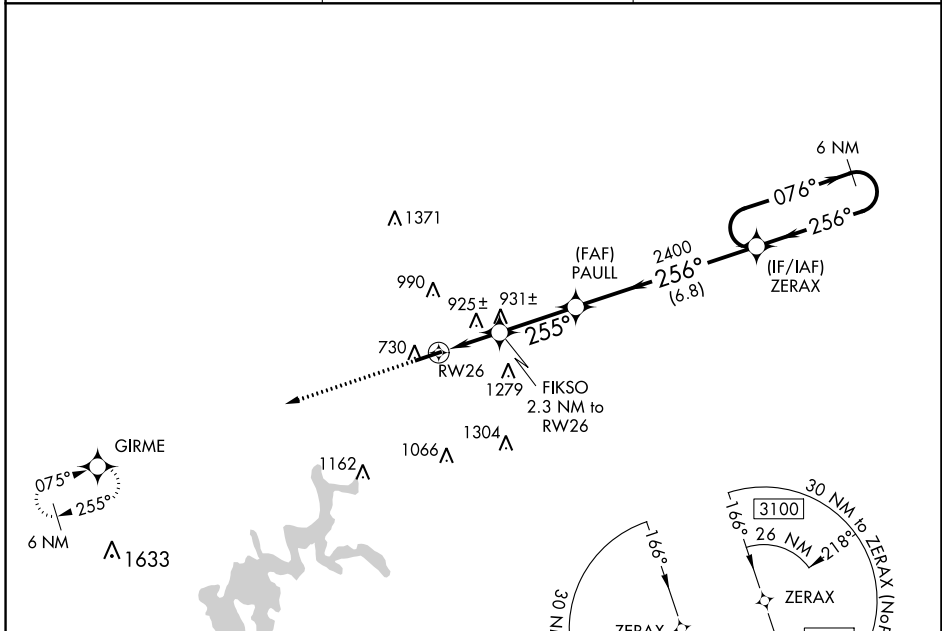 6 NM
076°
256°
1371
(FAF)
PAULL
2400
256°
(6.8)
(IF/IAF)
ZERAX
990
925±
931±
255°
730
RW26
1279
FIKSO
2.3 NM to
RW26
1304
1066
1162
GIRME
075°
255°
6 NM
1633
30 NM to ZERAX (NoP
3100
166°
26 NM
218°
ZERAX
166°
30 N
ZERAX